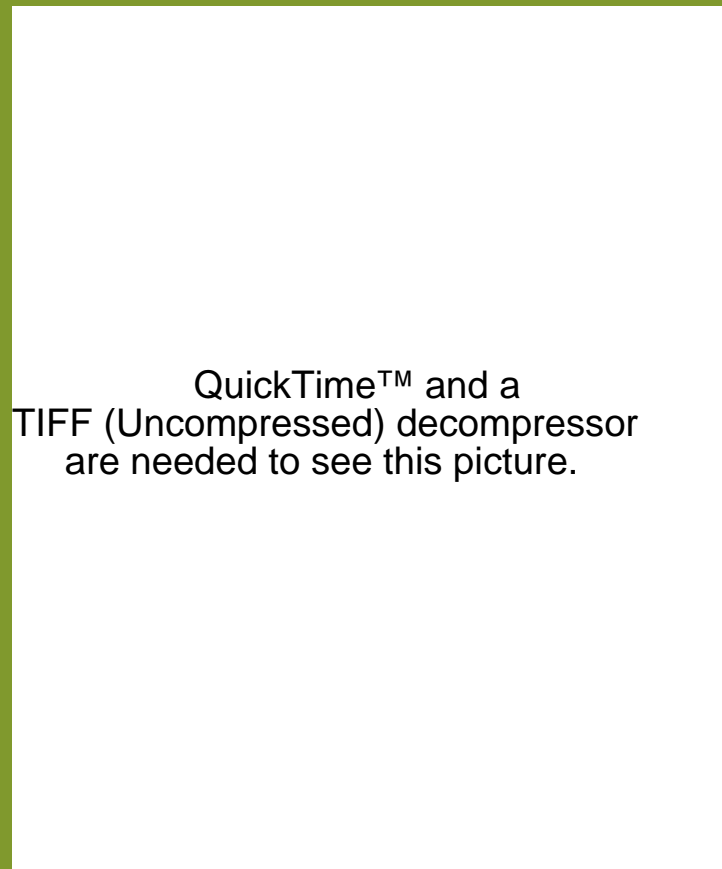 QuickTime™ and a
TIFF (Uncompressed) decompressor
are needed to see this picture.